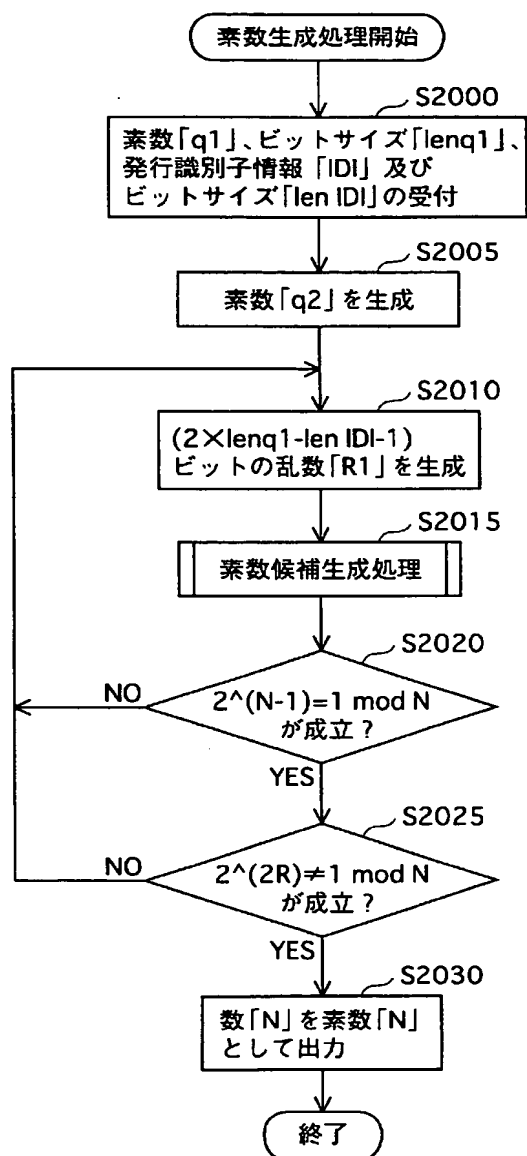 素数生成処理開始
S2000
素数「q1」、ビットサイズ「lenq1」、
発行識別子情報「IDI」及び
ビットサイズ「len IDI」の受付
S2005
素数「q2」を生成
S2010
(2×lenq1-len IDI-1)
ビットの乱数「R1」を生成
S2015
素数候補生成処理
S2020
NO
2^(N-1)=1 mod N
が成立？
YES
S2025
NO
2^(2R)≠1 mod N
が成立？
YES
S2030
数「N」を素数「N」
として出力
終了